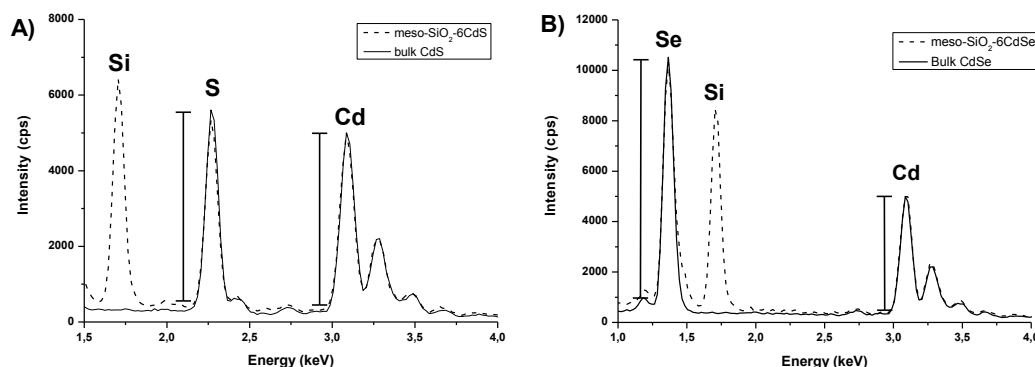 A)
Si
S
Cd
meso-SiO₂-6CdS
bulk CdS
8000
6000
4000
2000
0
Intensity (cps)
1,5 2,0 2,5 3,0 3,5 4,0
Energy (keV)
B)
Se
Si
Cd
meso-SiO₂-6CdSe
Bulk CdSe
12000
10000
8000
6000
4000
2000
0
Intensity (cps)
1,0 1,5 2,0 2,5 3,0 3,5 4,0
Energy (keV)